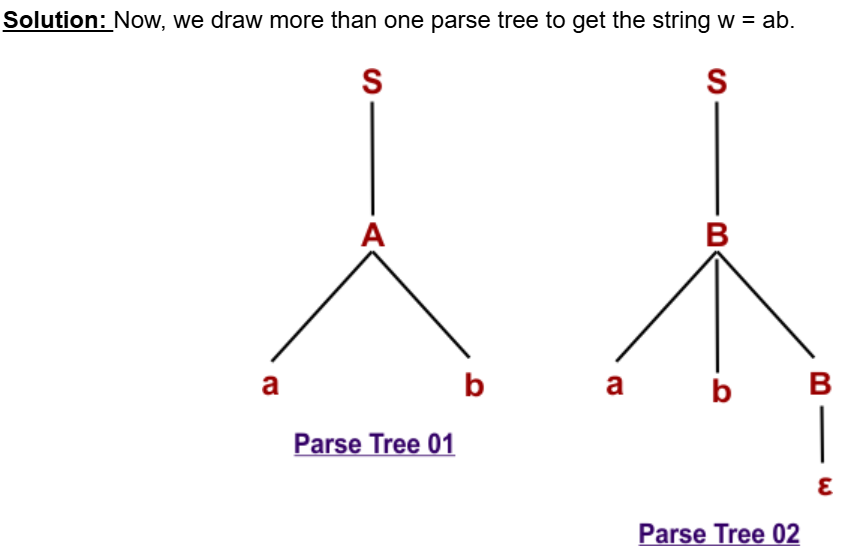 Solution: Now, we draw more than one parse tree to get the string w = ab.
S
A
a b
Parse Tree 01
S
B
a b B
ε
Parse Tree 02